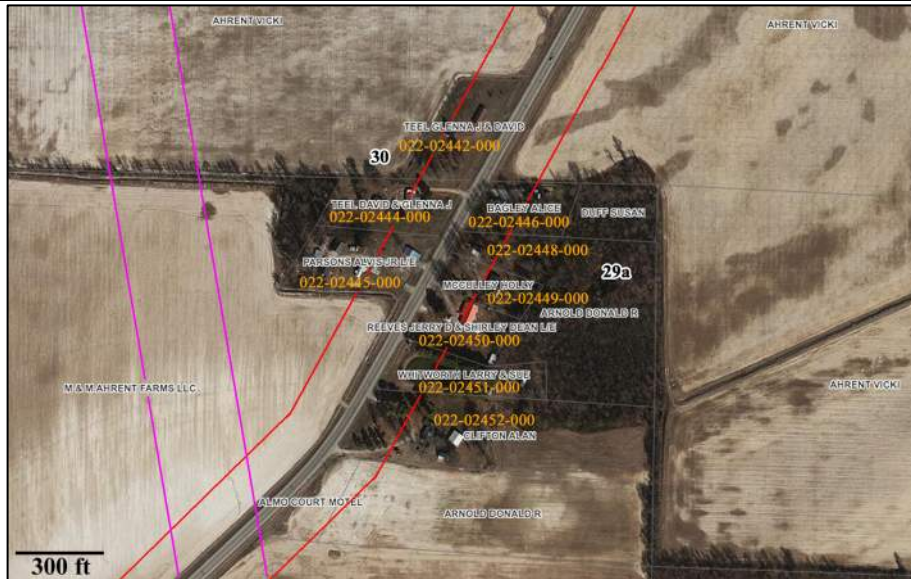 AHRENT VICKI
AHRENT VICKI
TEEL GLENNA J & DAVID
022-02442-000
30
TEEL DAVID & GLENNA J
022-02444-000
BAGLEY ALICE
022-02446-000
DUFF SUSAN
022-02448-000
PARSONS ALVIS JR L/E
022-02445-000
29a
MCCULLEY HOLLY
022-02449-000
ARNOLD DONALD R
REEVES JERRY D & SHIRLEY DEAN L/E
022-02450-000
WHITWORTH LARRY & SUE
022-02451-000
M & M AHRENT FARMS LLC
AHRENT VICKI
022-02452-000
CLIFTON ALAN
ALMO COURT MOTEL
ARNOLD DONALD R
300 ft